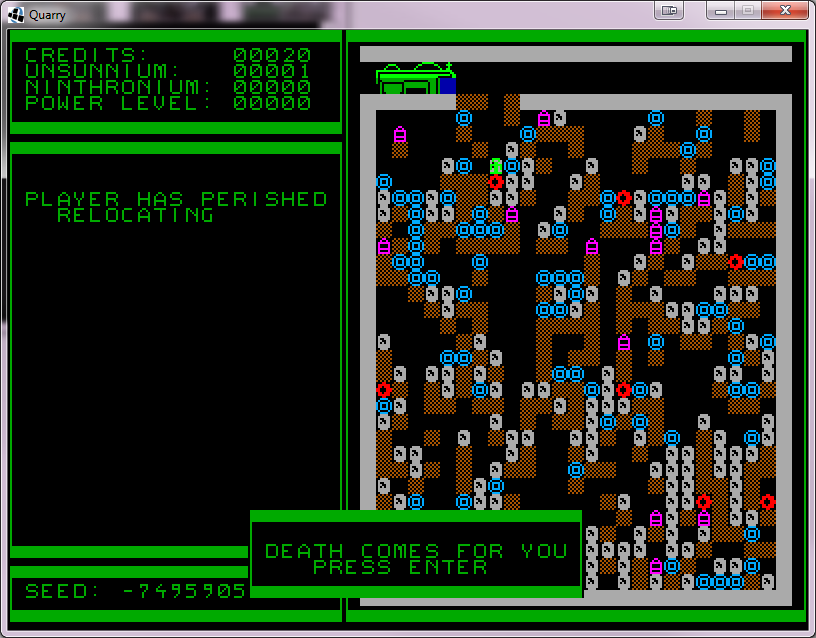 Quarry
CREDITS: 00020
UNSUNNIUM: 00001
NINTHRONIUM: 00000
POWER LEVEL: 00000
PLAYER HAS PERISHED
RELOCATING
DEATH COMES FOR YOU
PRESS ENTER
SEED: -7495905